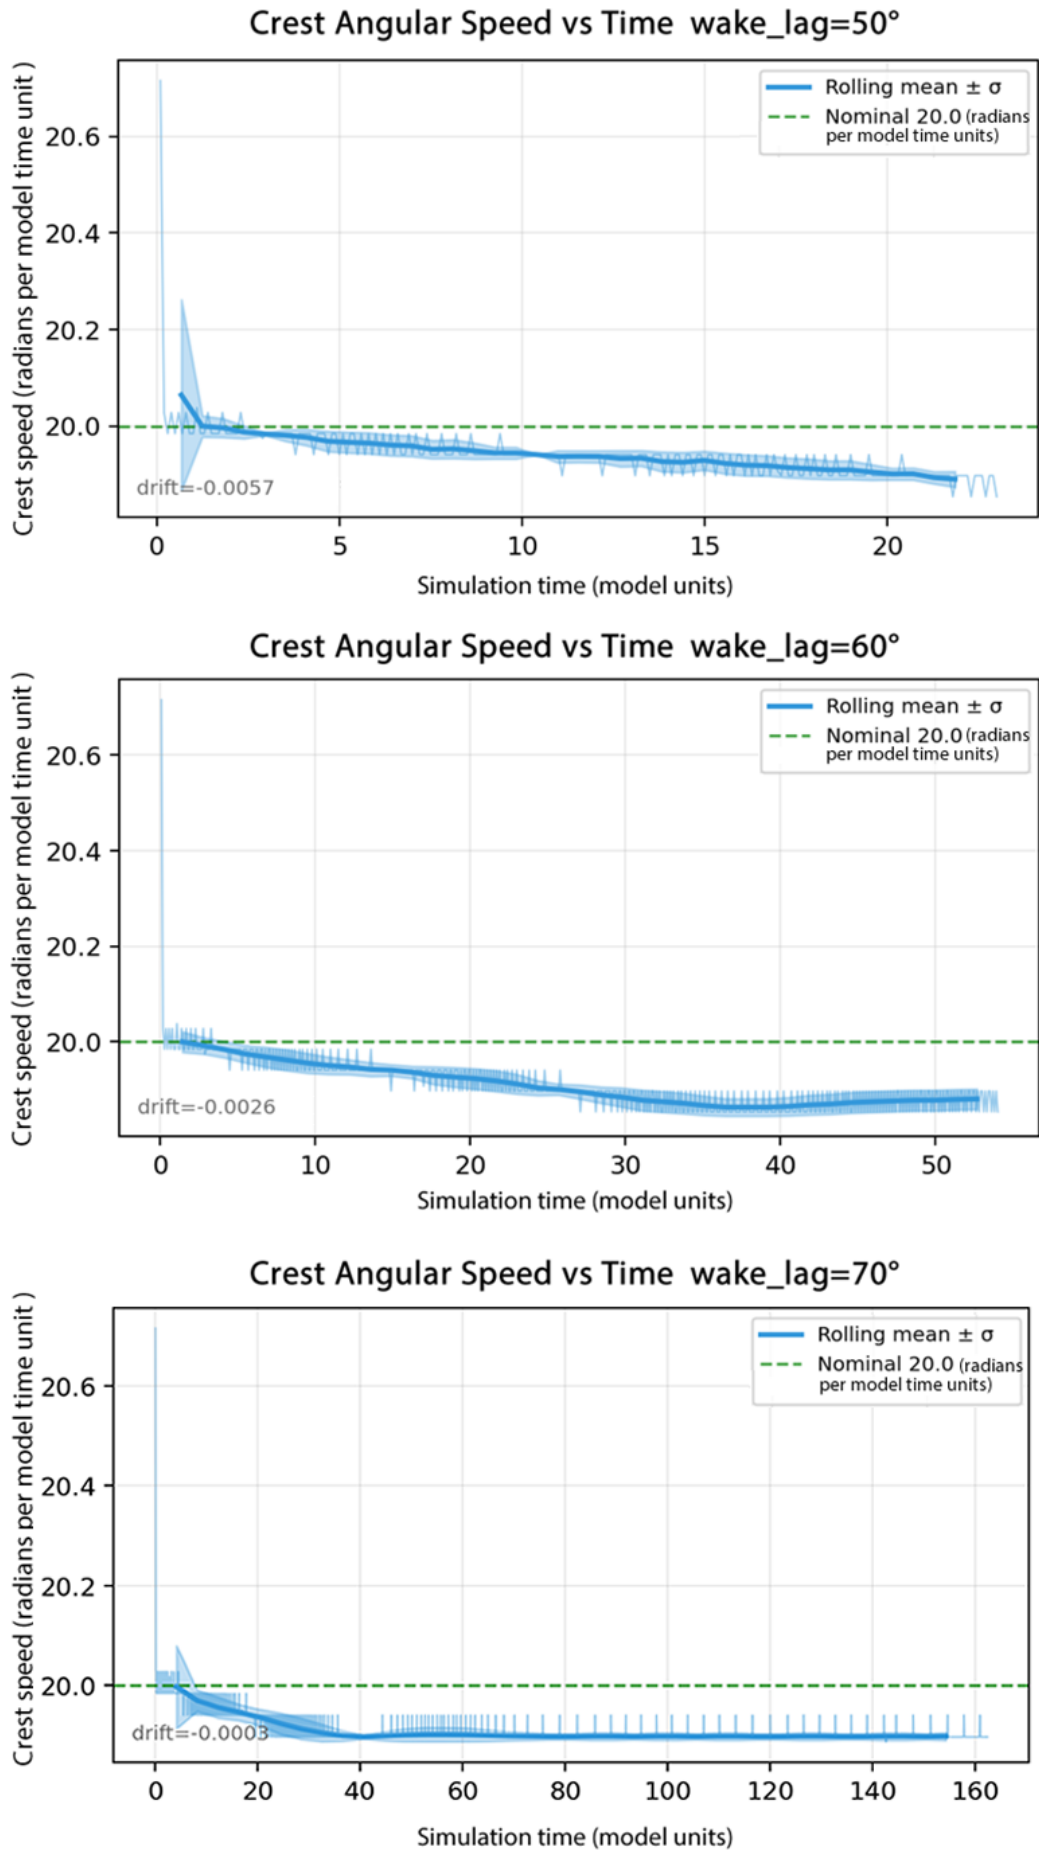 Crest Angular Speed vs Time wake_lag=50°
Crest speed (radians per model time unit )
20.6
20.4
20.2
20.0
Rolling mean ± σ
Nominal 20.0 (radians
per model time units)
drift=-0.0057
0 5 10 15 20
Simulation time (model units)
Crest Angular Speed vs Time wake_lag=60°
Crest speed (radians per model time unit )
20.6
20.4
20.2
20.0
Rolling mean ± σ
Nominal 20.0 (radians
per model time units)
drift=-0.0026
0 10 20 30 40 50
Simulation time (model units)
Crest Angular Speed vs Time wake_lag=70°
Crest speed (radians per model time unit )
20.6
20.4
20.2
20.0
Rolling mean ± σ
Nominal 20.0 (radians
per model time units)
drift=-0.0003
0 20 40 60 80 100 120 140 160
Simulation time (model units)